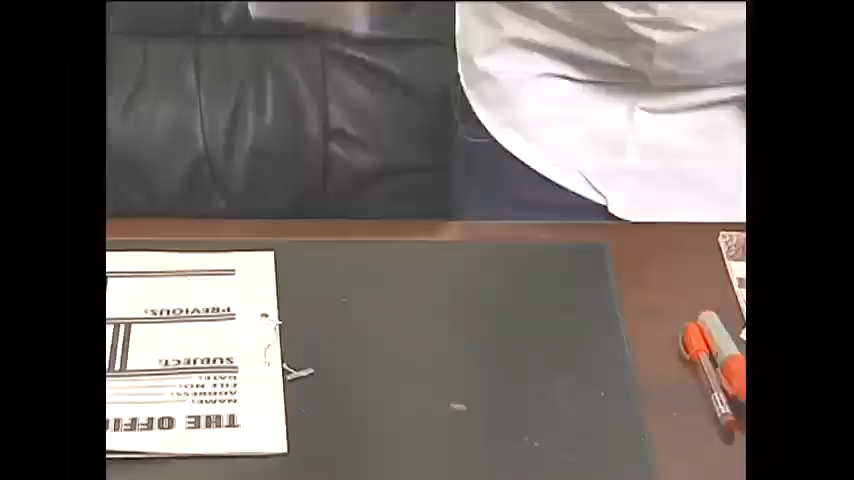 THE OFFI
NAME:
ADDRESS:
FILE NO:
DATE:
SUBJECT:
PREVIOUS: